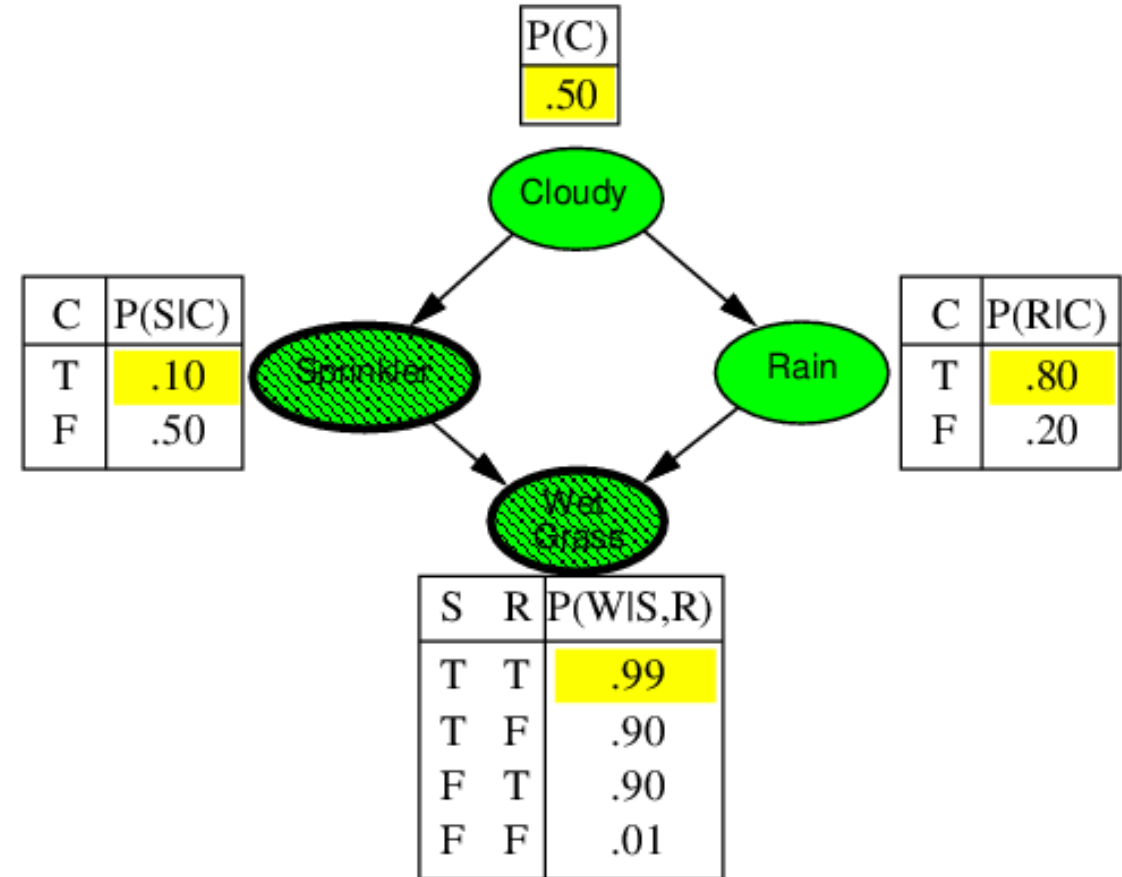 P(C)
.50
Cloudy
C P(S|C)
T .10
F .50
Sprinkler
Rain
C P(R|C)
T .80
F .20
Wet
Grass
S R P(W|S,R)
T T .99
T F .90
F T .90
F F .01